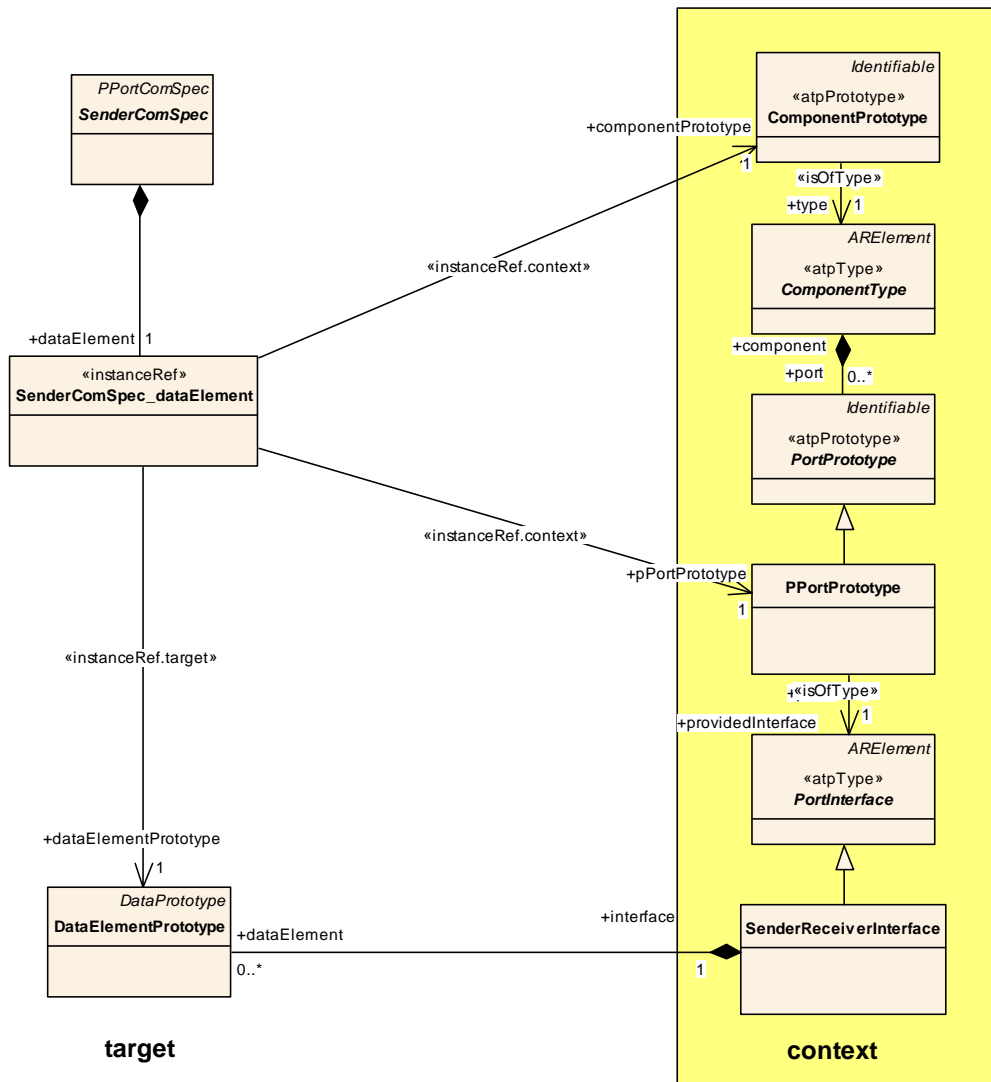 Identifiable
«atpPrototype»
ComponentPrototype
PPortComSpec
SenderComSpec
+componentPrototype
1
«isOfType»
+type
1
ARElement
«atpType»
ComponentType
«instanceRef.context»
+dataElement
1
+component
+port
0..*
«instanceRef»
SenderComSpec_dataElement
Identifiable
«atpPrototype»
PortPrototype
«instanceRef.context»
+pPortPrototype
1
PPortPrototype
«instanceRef.target»
«isOfType»
1
+providedInterface
ARElement
«atpType»
PortInterface
+dataElementPrototype
1
DataPrototype
DataElementPrototype
+dataElement
0..*
+interface
1
SenderReceiverInterface
target
context